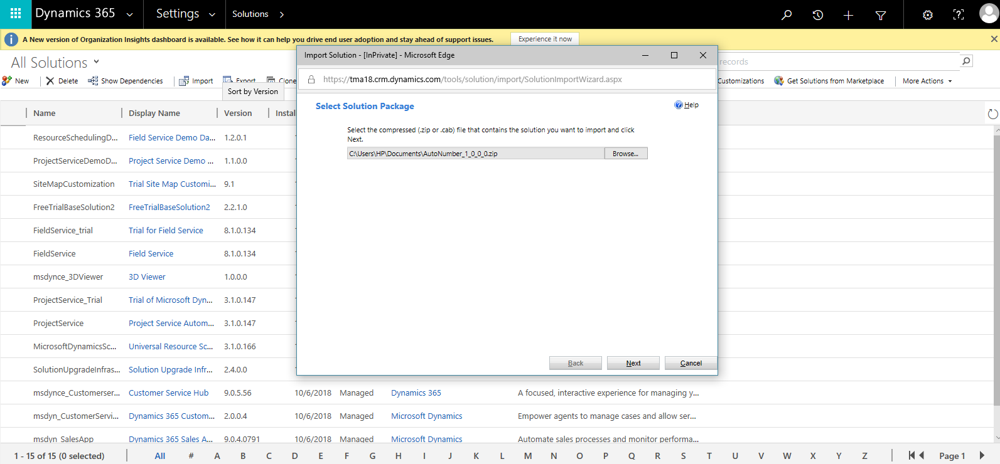 Dynamics 365 Settings Solutions
A New version of Organization Insights dashboard is available. See how it can help you drive end user adoption and stay ahead of support issues. Experience it now
All Solutions
records
New Delete Show Dependencies Import Export Clone
Customizations Get Solutions from Marketplace More Actions
Sort by Version
Import Solution - [InPrivate] - Microsoft Edge
https://tma18.crm.dynamics.com/tools/solution/import/SolutionImportWizard.aspx
Select Solution Package
Help
Select the compressed (.zip or .cab) file that contains the solution you want to import and click
Next.
C:\Users\HP\Documents\AutoNumber_1_0_0_0.zip Browse...
Back Next Cancel
Name Display Name Version Instal
ResourceSchedulingD... Field Service Demo Da... 1.2.0.1
ProjectServiceDemoD... Project Service Demo ... 1.1.0.0
SiteMapCustomization Trial Site Map Customi... 9.1
FreeTrialBaseSolution2 FreeTrialBaseSolution2 2.2.1.0
FieldService_trial Trial for Field Service 8.1.0.134
FieldService Field Service 8.1.0.134
msdynce_3DViewer 3D Viewer 1.0.0.0
ProjectService_Trial Trial of Microsoft Dyn... 3.1.0.147
ProjectService Project Service Autom... 3.1.0.147
MicrosoftDynamicsSc... Universal Resource Sc... 3.1.0.166
SolutionUpgradeInfras... Solution Upgrade Infr... 2.4.0.0
msdynce_Customerser... Customer Service Hub 9.0.5.56 10/6/2018 Managed Dynamics 365 A focused, interactive experience for managing y...
msdyn_CustomerServi... Dynamics 365 Custom... 2.0.0.4 10/6/2018 Managed Microsoft Dynamics Empower agents to manage cases and allow ser...
msdyn_SalesApp Dynamics 365 Sales A... 9.0.4.0791 10/6/2018 Managed Microsoft Dynamics Automate sales processes and monitor performa...
1 - 15 of 15 (0 selected) All # A B C D E F G H I J K L M N O P Q R S T U V W X Y Z Page 1